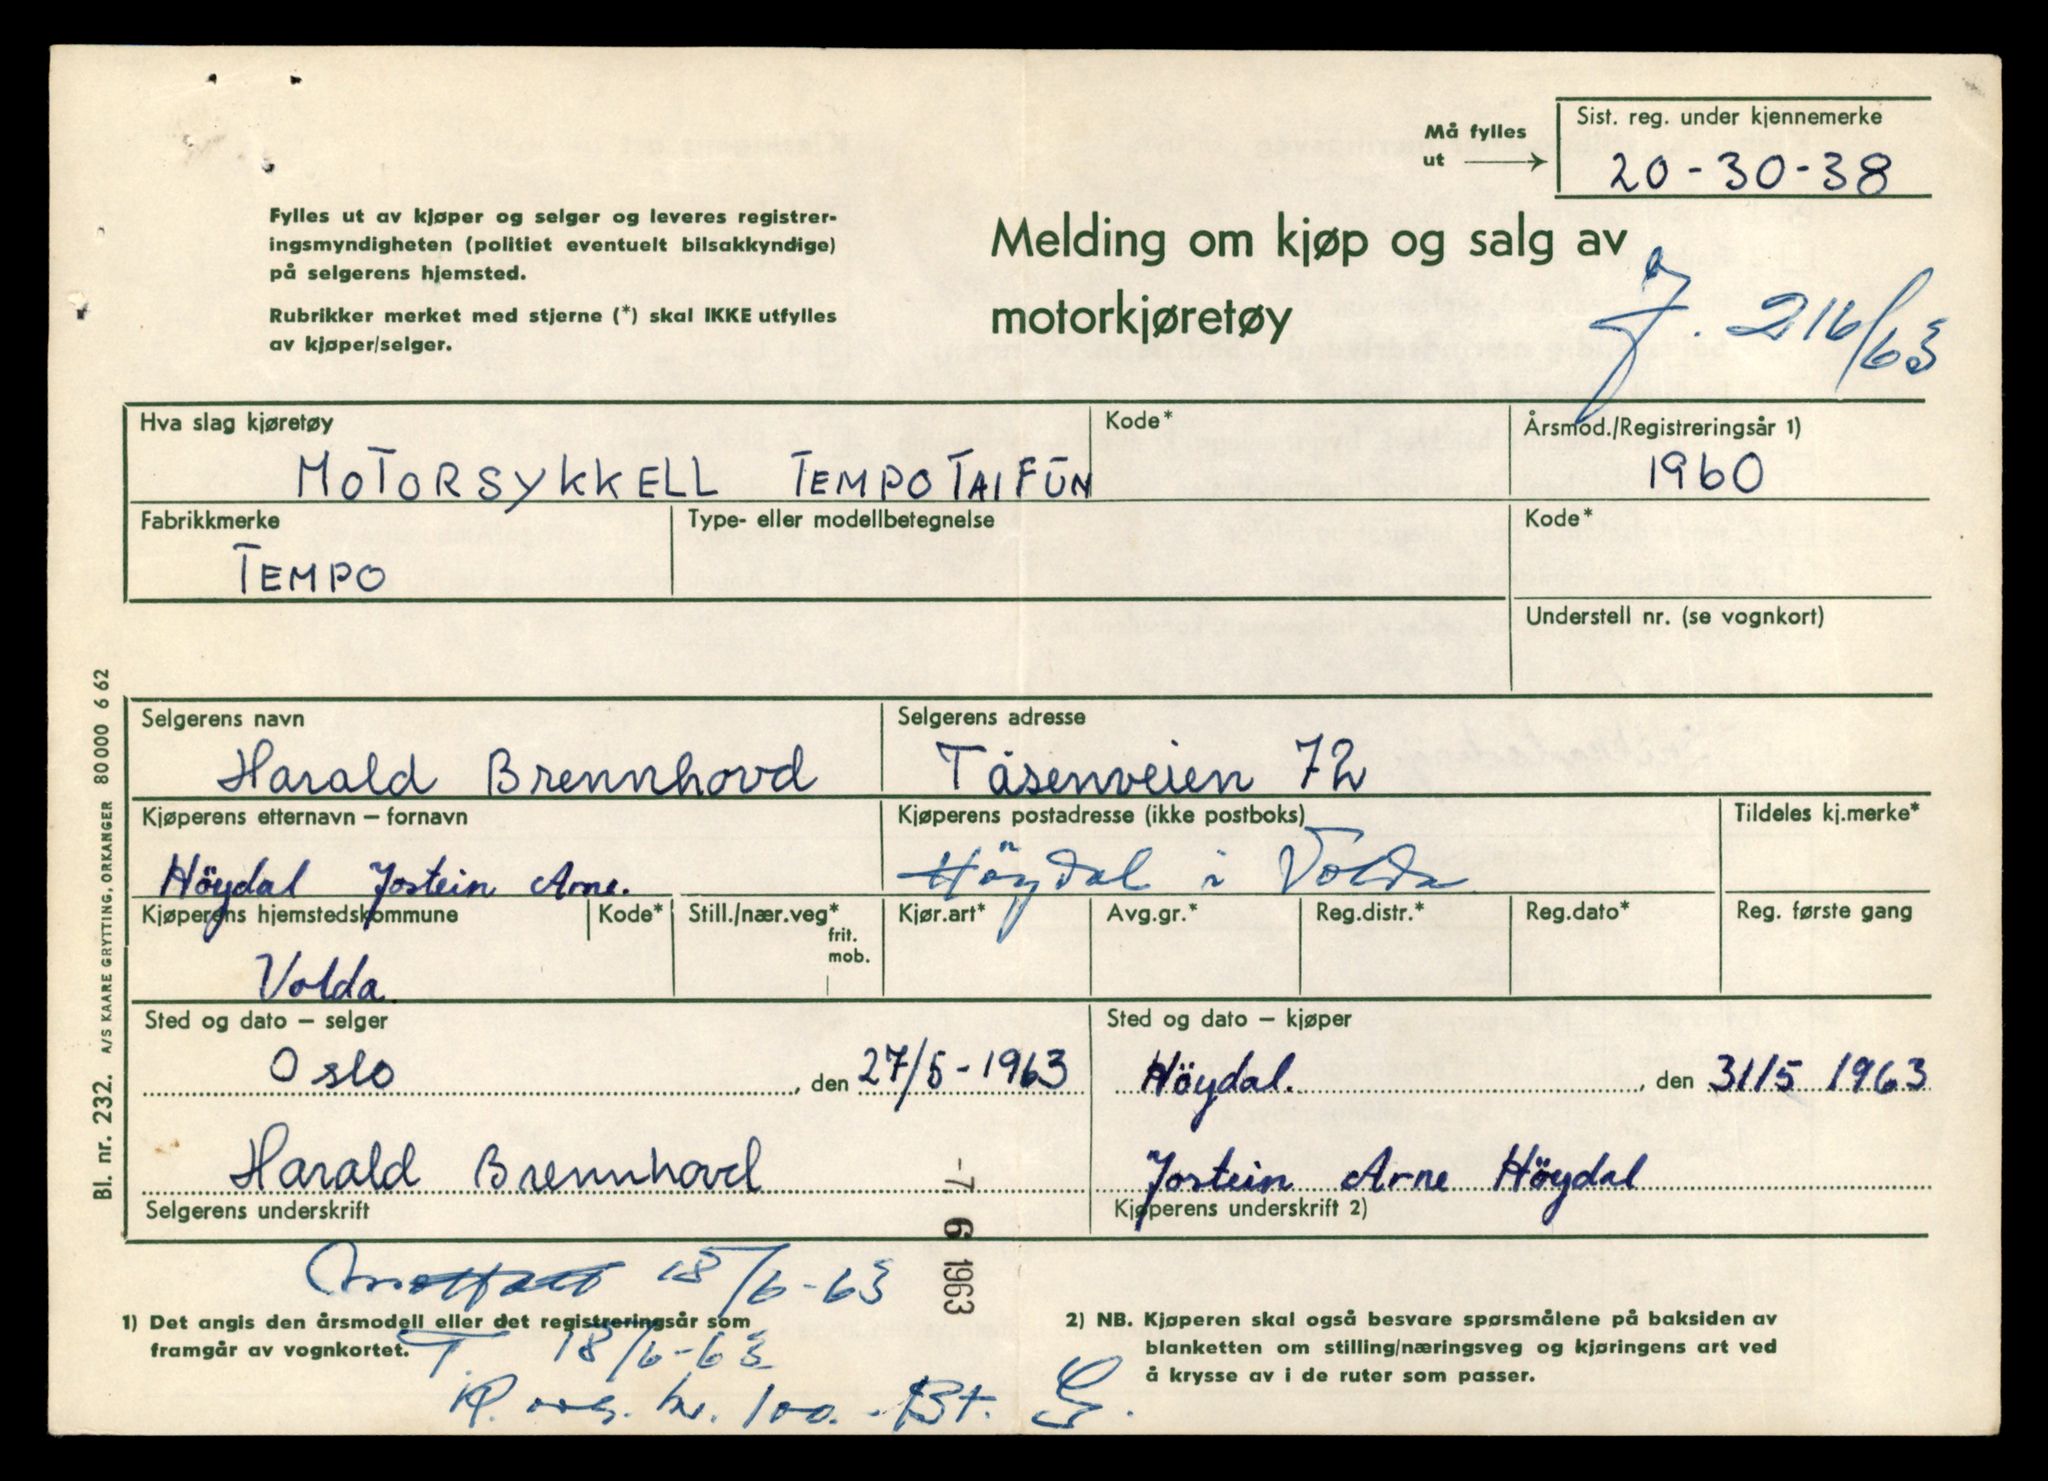 Må fylles
ut
Sist. reg. under kjennemerke
20-30-38
Fylles ut av kjøper og selger og leveres registrer-
ingsmyndigheten (politiet eventuelt bilsakkyndige)
på selgerens hjemsted.
Rubrikker merket med stjerne (*) skal IKKE utfylles
av kjøper/selger.
Melding om kjøp og salg av
motorkjøretøy
J. 216/63
Hva slag kjøretøy
MOTORSYKKELL TEMPO TAIFUN
Kode*
Årsmod./Registreringsår 1)
1960
Fabrikkmerke
TEMPO
Type- eller modellbetegnelse
Kode*
Understell nr. (se vognkort)
Selgerens navn
Harald Brennhovd
Selgerens adresse
Tåsenveien 72
Kjøperens etternavn – fornavn
Höydal Jostein Arne.
Kjøperens postadresse (ikke postboks)
Höydal i Volda
Tildeles kj.merke*
Kjøperens hjemstedskommune
Volda
Kode*
Still./nær.veg*
frit.
mob.
Kjør.art*
Avg.gr.*
Reg.distr.*
Reg.dato*
Reg. første gang
Sted og dato – selger
Oslo , den 27/5-1963
Sted og dato – kjøper
Höydal. , den 31/5 1963
Harald Brennhovd
Selgerens underskrift
Jostein Arne Höydal
Kjøperens underskrift 2)
-7. 6 1963
Mottatt 15/6-63
1) Det angis den årsmodell eller det registreringsår som
framgår av vognkortet.
T. 18/6-63
kr. 100.
2) NB. Kjøperen skal også besvare spørsmålene på baksiden av
blanketten om stilling/næringsveg og kjøringens art ved
å krysse av i de ruter som passer.
Bl. nr. 232. A/S KAARE GRYTTING, ORKANGER 80000 6 62